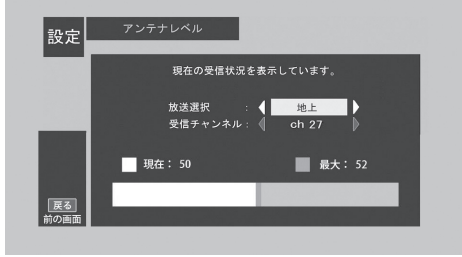 設定
アンテナレベル
現在の受信状況を表示しています。
放送選択 : 地上
受信チャンネル : ch 27
現在: 50 最大: 52
戻る
前の画面